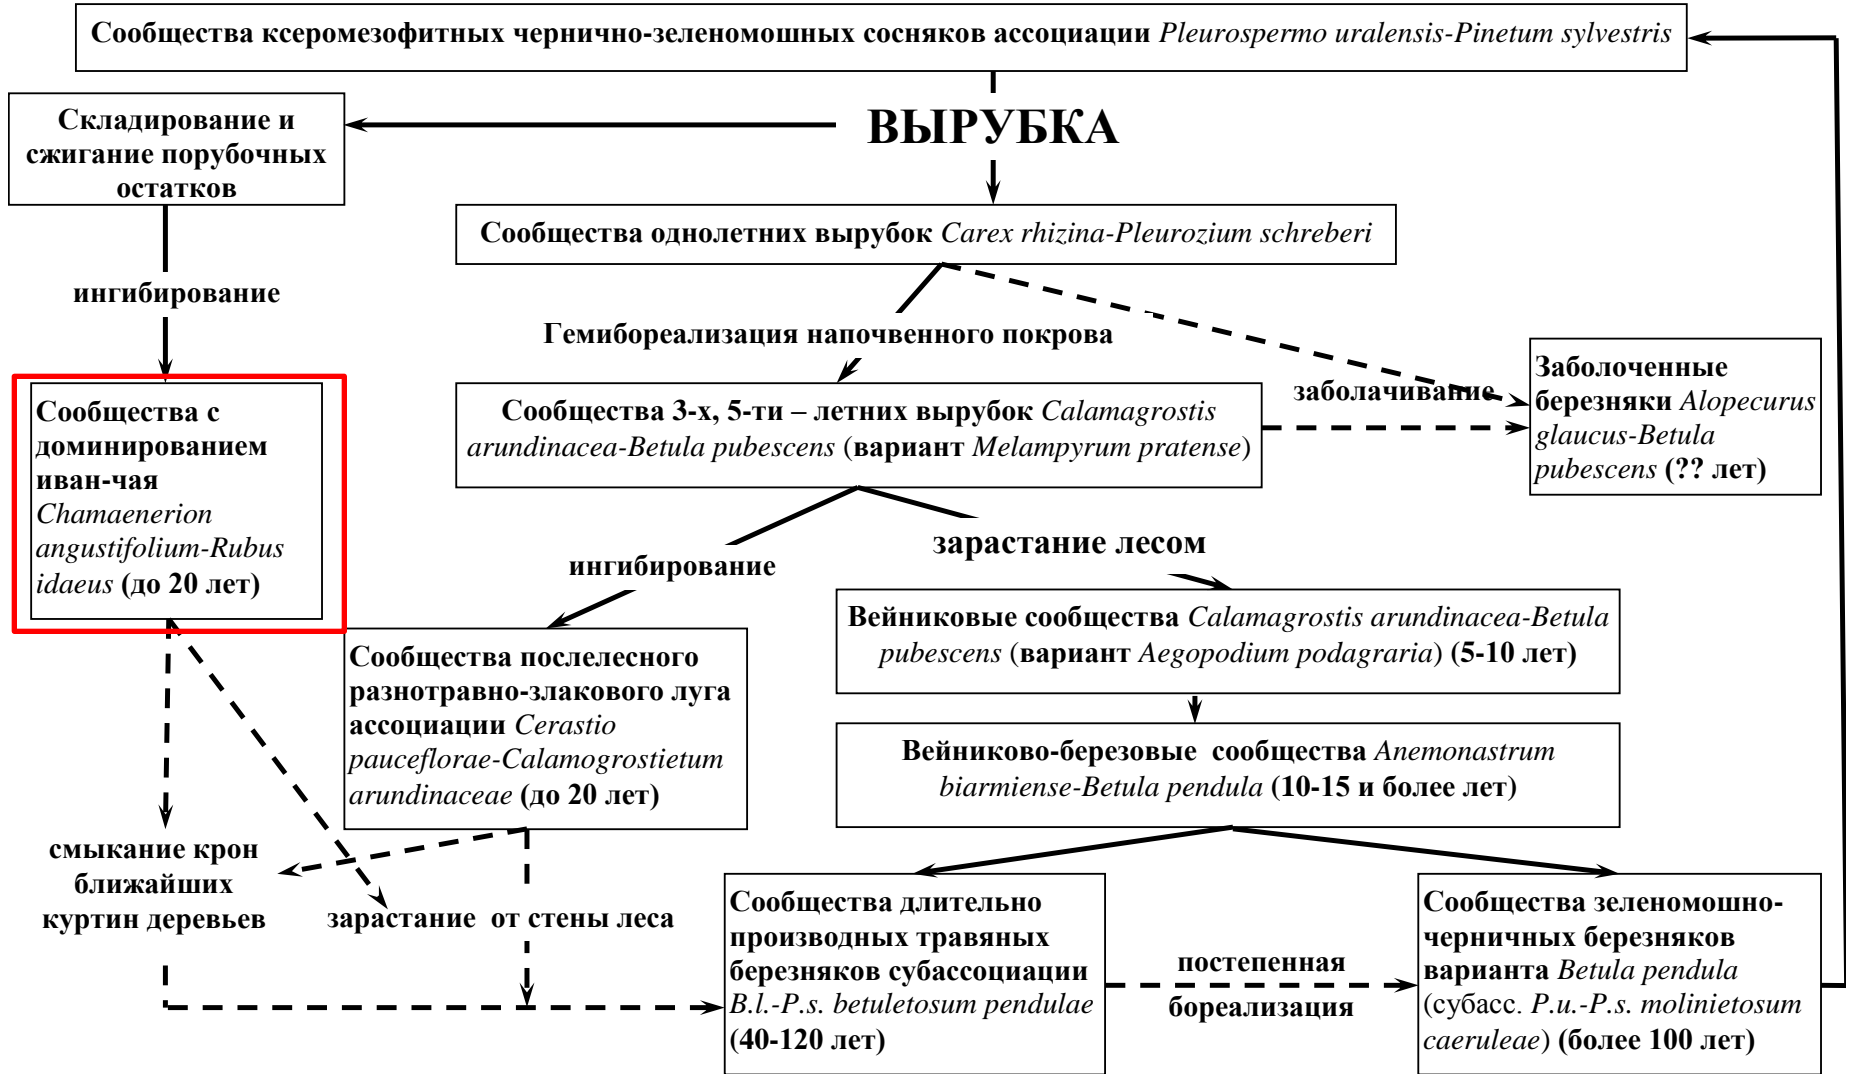 Сообщества ксеромезофитных чернично-зеленомошных сосняков ассоциации Pleurospermo uralensis-Pinetum sylvestris
ВЫРУБКА
Складирование и
сжигание порубочных
остатков
Сообщества однолетних вырубок Carex rhizina-Pleurozium schreberi
ингибирование
Гемибореализация напочвенного покрова
заболачивание
Заболоченные
березняки Alopecurus
glaucus-Betula
pubescens (?? лет)
Сообщества 3-х, 5-ти – летних вырубок Calamagrostis
arundinacea-Betula pubescens (вариант Melampyrum pratense)
Сообщества с
доминированием
иван-чая
Chamaenerion
angustifolium-Rubus
idaeus (до 20 лет)
ингибирование
зарастание лесом
Вейниковые сообщества Calamagrostis arundinacea-Betula
pubescens (вариант Aegopodium podagraria) (5-10 лет)
Сообщества послелесного
разнотравно-злакового луга
ассоциации Cerastio
pauceflorae-Calamogrostietum
arundinaceae (до 20 лет)
Вейниково-березовые сообщества Anemonastrum
biarmiense-Betula pendula (10-15 и более лет)
смыкание крон
ближайших
куртин деревьев
зарастание от стены леса
Сообщества длительно
производных травяных
березняков субассоциации
B.l.-P.s. betuletosum pendulae
(40-120 лет)
постепенная
бореализация
Сообщества зеленомошно-
черничных березняков
варианта Betula pendula
(субасс. P.u.-P.s. molinietosum
caeruleae) (более 100 лет)